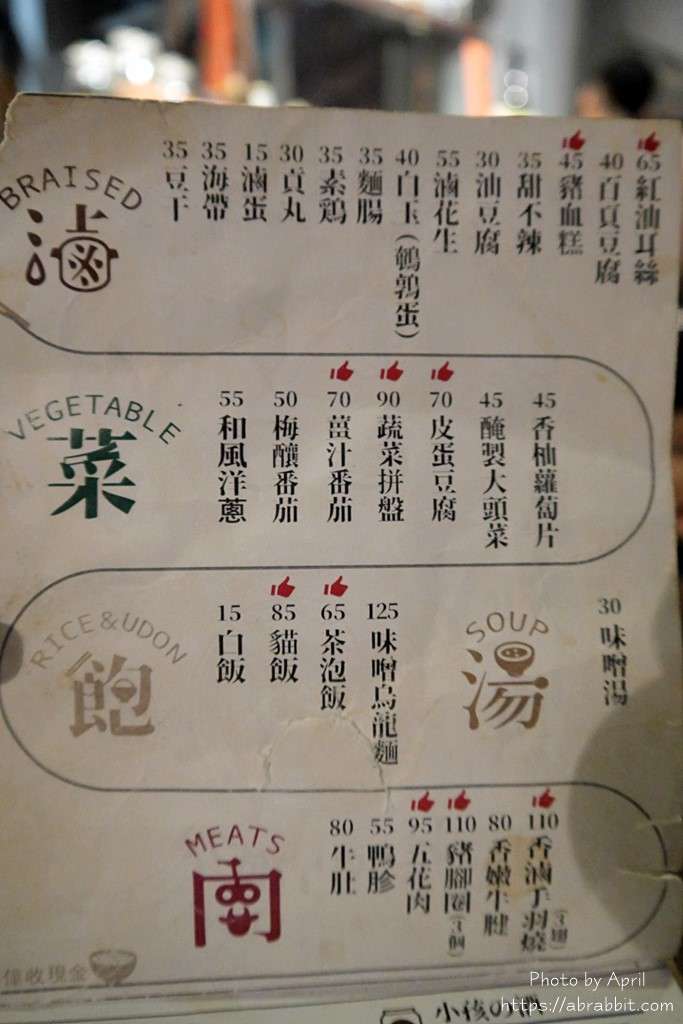 BRAISED
滷
65 紅油耳絲
40 百頁豆腐
45 豬血糕
35 甜不辣
30 油豆腐
55 滷花生
40 白玉(鵪鶉蛋)
35 麵腸
35 素鶏
30 貢丸
15 滷蛋
35 海帶
35 豆干
VEGETABLE
菜
45 香柚蘿蔔片
45 醃製大頭菜
70 皮蛋豆腐
90 蔬菜拼盤
70 薑汁番茄
50 梅釀番茄
55 和風洋蔥
RICE&UDON
飽
125 味噌烏龍麵
65 茶泡飯
85 貓飯
15 白飯
SOUP
湯
30 味噌湯
MEATS
肉
110 香滷手羽燒(3翅)
80 香嫩牛腱
110 豬腳圈(3個)
95 五花肉
55 鴨胗
80 牛肚
僅收現金
小孩の
Photo by April
https://abrabbit.com